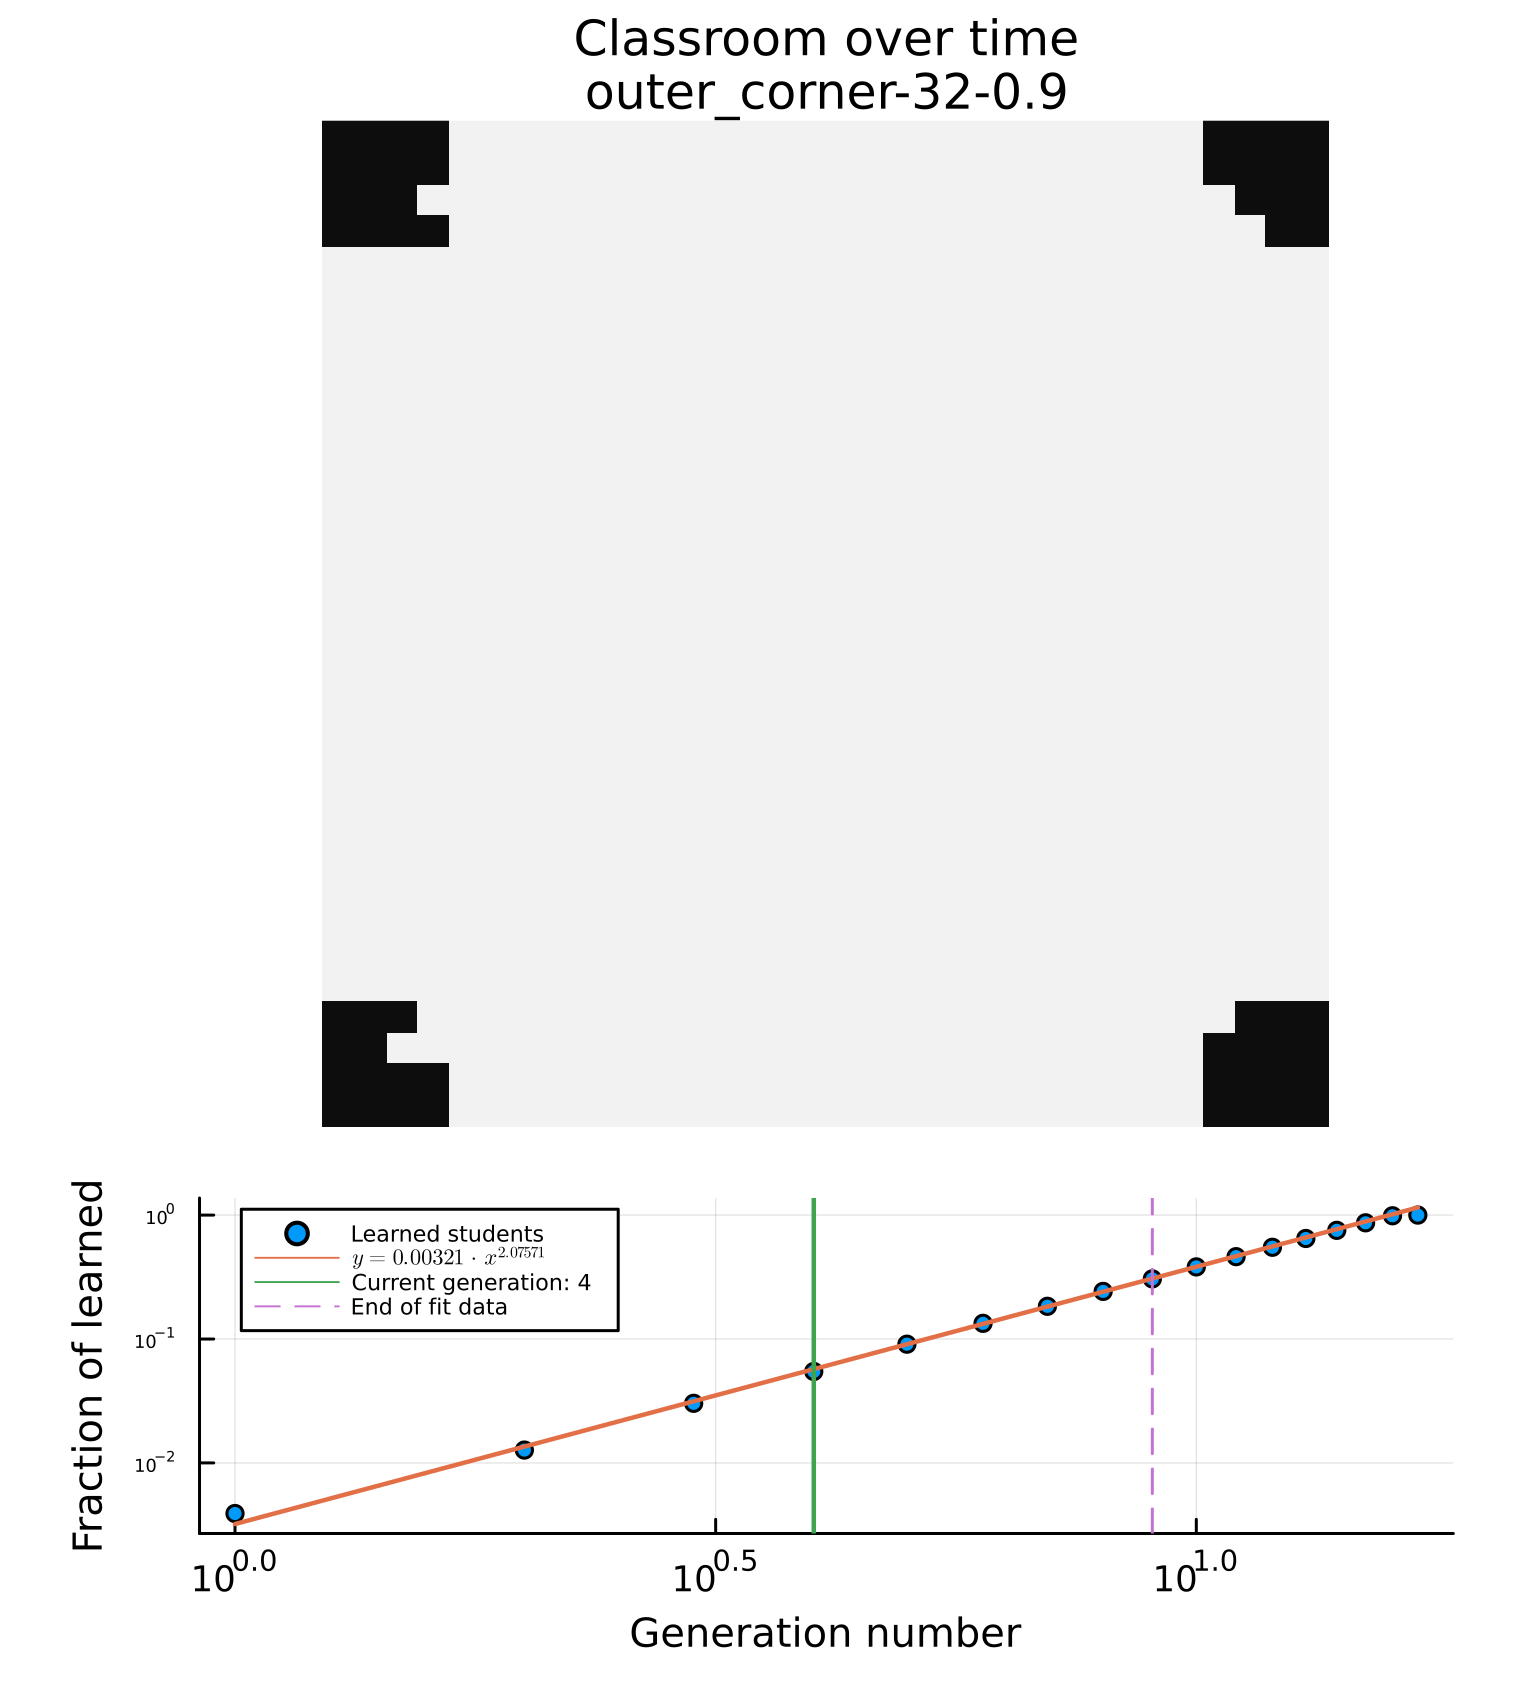 Classroom over time
outer_corner-32-0.9
Fraction of learned
10^0
10^−1
10^−2
Learned students
y = 0.00321 · x^2.07571
Current generation: 4
End of fit data
10^0.0 10^0.5 10^1.0
Generation number